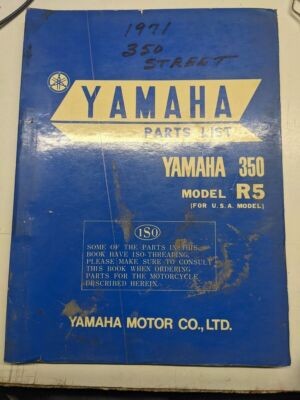 1971
350
STREET
YAMAHA
PARTS LIST
YAMAHA 350
MODEL R5
(FOR U.S.A. MODEL)
ISO
SOME OF THE PARTS IN THIS
BOOK HAVE ISO-THREADING.
PLEASE MAKE SURE TO CONSULT
THIS BOOK WHEN ORDERING
PARTS FOR THE MOTORCYCLE
DESCRIBED HEREIN.
YAMAHA MOTOR CO., LTD.